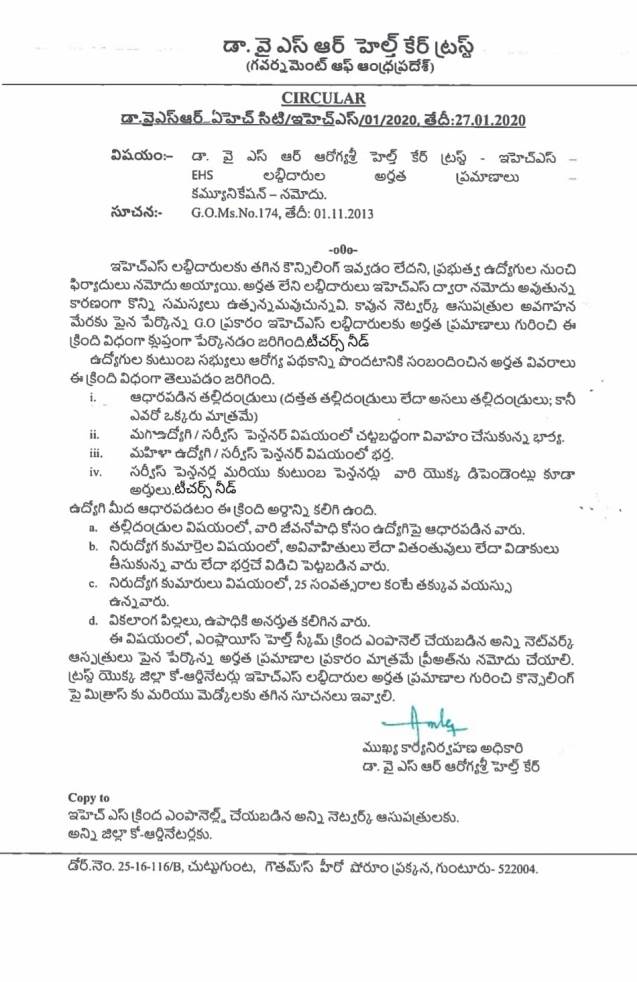 డా. వై ఎస్ ఆర్ హెల్త్ కేర్ ట్రస్ట్
(గవర్నమెంట్ ఆఫ్ ఆంధ్రప్రదేశ్)
CIRCULAR
డా.వైఎస్ఆర్ ఏహెచ్ సిటి/ఇహెచ్ఎస్/01/2020, తేదీ:27.01.2020
విషయం:– డా. వై ఎస్ ఆర్ ఆరోగ్యశ్రీ హెల్త్ కేర్ ట్రస్ట్ - ఇహెచ్ఎస్ –
EHS లబ్ధిదారుల అర్హత ప్రమాణాలు –
కమ్యూనికేషన్ – నమోదు.
సూచన:- G.O.Ms.No.174, తేదీ: 01.11.2013
-o0o-
ఇహెచ్ఎస్ లబ్ధిదారులకు తగిన కౌన్సిలింగ్ ఇవ్వడం లేదని, ప్రభుత్వ ఉద్యోగుల నుంచి
ఫిర్యాదులు నమోదు అయ్యాయి. అర్హత లేని లబ్ధిదారులు ఇహెచ్ఎస్ ద్వారా నమోదు అవుతున్న
కారణంగా కొన్ని సమస్యలు ఉత్పన్నమవుచున్నవి. కావున నెట్వర్క్ ఆసుపత్రుల అవగాహన
మేరకు పైన పేర్కొన్న G.O ప్రకారం ఇహెచ్ఎస్ లబ్ధిదారులకు అర్హత ప్రమాణాలు గురించి ఈ
క్రింది విధంగా క్లుప్తంగా పేర్కొనడం జరిగింది.టీచర్స్ నీడ్
ఉద్యోగుల కుటుంబ సభ్యులు ఆరోగ్య పథకాన్ని పొందటానికి సంబందించిన అర్హత వివరాలు
ఈ క్రింది విధంగా తెలుపడం జరిగింది.
i. ఆధారపడిన తల్లిదండ్రులు (దత్తత తల్లిదండ్రులు లేదా అసలు తల్లిదండ్రులు; కానీ
ఎవరో ఒక్కరు మాత్రమే)
ii. మగఉద్యోగి / సర్వీస్ పెన్షనర్ విషయంలో చట్టబద్ధంగా వివాహం చేసుకున్న భార్య.
iii. మహిళా ఉద్యోగి / సర్వీస్ పెన్షనర్ విషయంలో భర్త.
iv. సర్వీస్ పెన్షనర్ల మరియు కుటుంబ పెన్షనర్లు వారి యొక్క డిపెండెంట్లు కూడా
అర్హులు.టీచర్స్ నీడ్
ఉద్యోగి మీద ఆధారపడటం ఈ క్రింది అర్థాన్ని కలిగి ఉంది.
a. తల్లిదండ్రుల విషయంలో, వారి జీవనోపాధి కోసం ఉద్యోగిపై ఆధారపడిన వారు.
b. నిరుద్యోగ కుమార్తెల విషయంలో, అవివాహితులు లేదా వితంతువులు లేదా విడాకులు
తీసుకున్న వారు లేదా భర్తచే విడిచి పెట్టబడిన వారు.
c. నిరుద్యోగ కుమారులు విషయంలో, 25 సంవత్సరాల కంటే తక్కువ వయస్సు
ఉన్నవారు.
d. వికలాంగ పిల్లలు, ఉపాధికి అనర్హత కలిగిన వారు.
ఈ విషయంలో, ఎంప్లాయీస్ హెల్త్ స్కీమ్ క్రింద ఎంపానెల్ చేయబడిన అన్ని నెట్‌వర్క్
ఆస్పత్రులు పైన పేర్కొన్న అర్హత ప్రమాణాల ప్రకారం మాత్రమే ప్రీఅత్‌ను నమోదు చేయాలి.
ట్రస్ట్ యొక్క జిల్లా కో-ఆర్డినేటర్లు ఇహెచ్ఎస్ లబ్ధిదారుల అర్హత ప్రమాణాల గురించి కౌన్సెలింగ్
పై మిత్రాస్ కు మరియు మెడ్కోలకు తగిన సూచనలు ఇవ్వాలి.
ముఖ్య కార్యనిర్వహణ అధికారి
డా. వై ఎస్ ఆర్ ఆరోగ్యశ్రీ హెల్త్ కేర్
Copy to
ఇహెచ్ ఎస్ క్రింద ఎంపానెల్డ్ చేయబడిన అన్ని నెట్వర్క్ ఆసుపత్రులకు.
అన్ని జిల్లా కో-ఆర్డినేటర్లకు.
డోర్.నెం. 25-16-116/B, చుట్టుగుంట, గౌతమ్'స్ హీరో షోరూం ప్రక్కన, గుంటూరు- 522004.